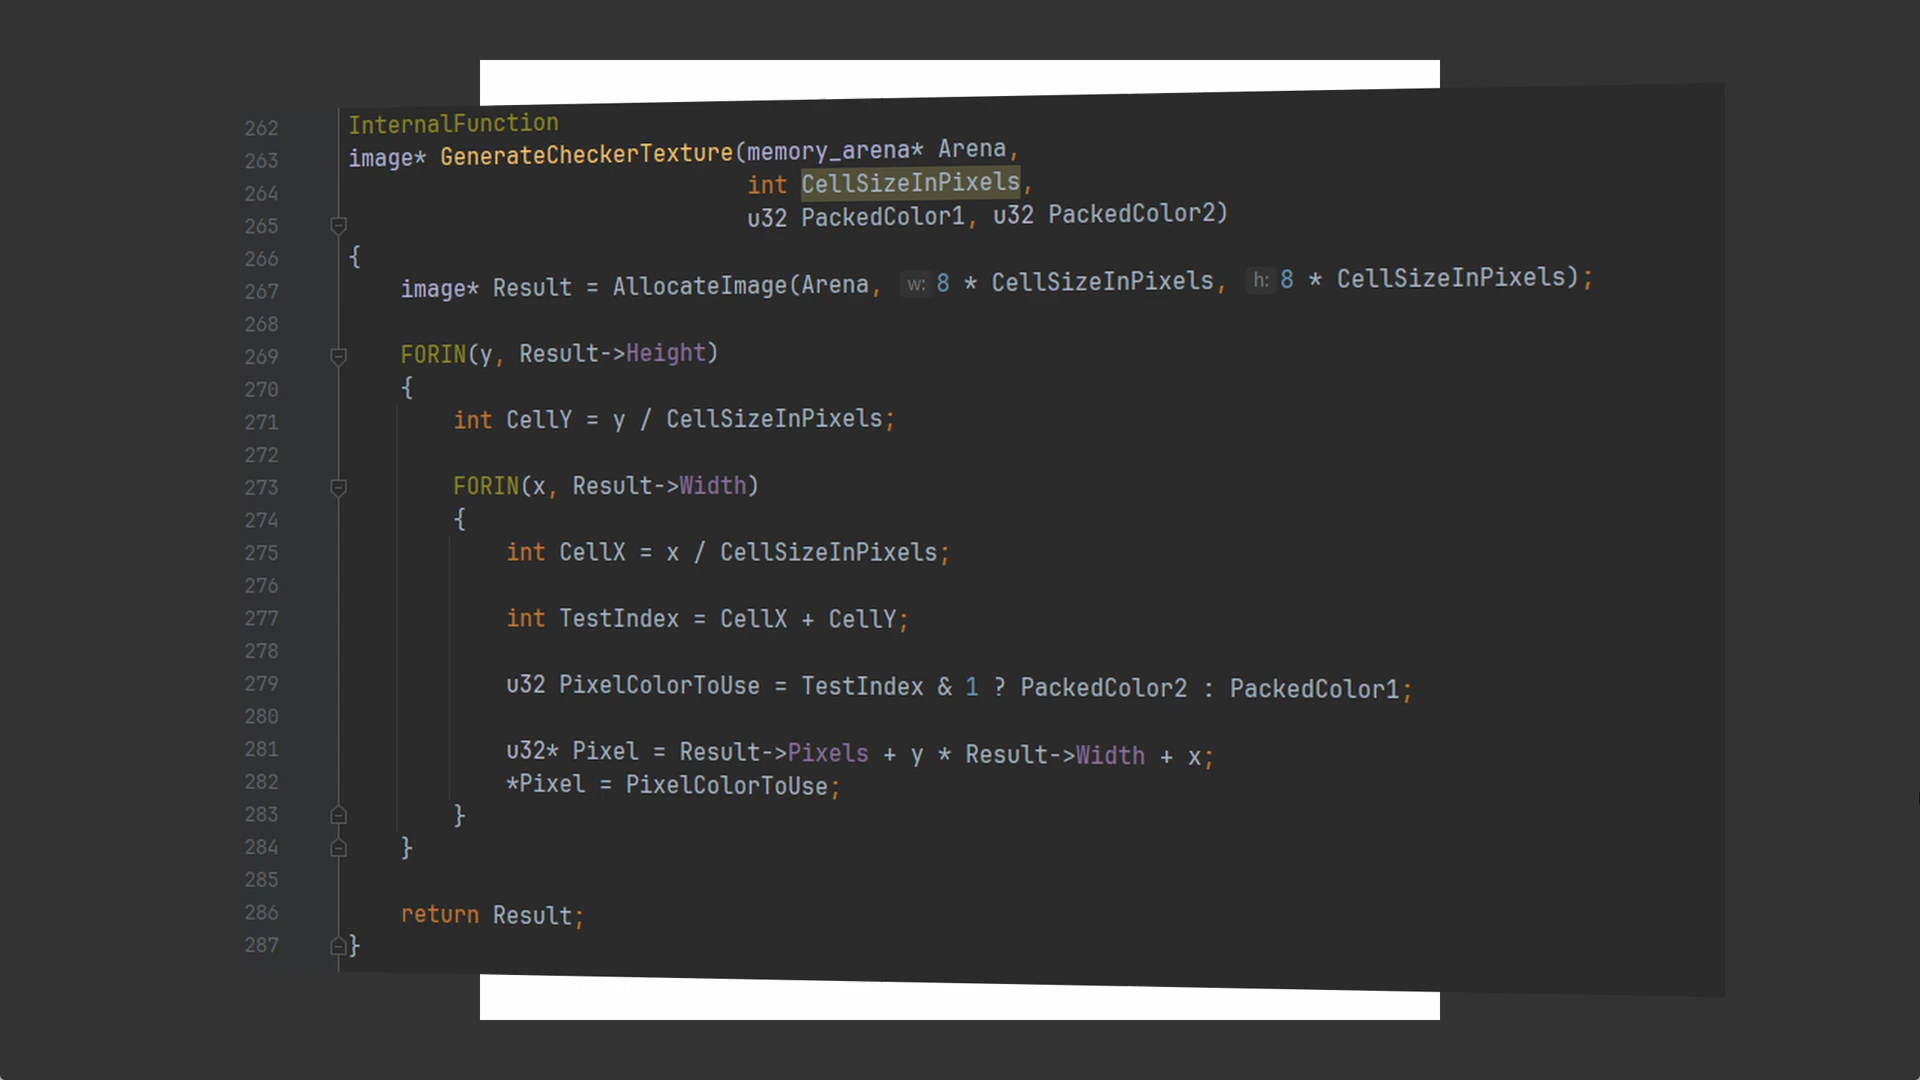 262 InternalFunction
263 image* GenerateCheckerTexture(memory_arena* Arena,
264 int CellSizeInPixels,
265 u32 PackedColor1, u32 PackedColor2)
266 {
267 image* Result = AllocateImage(Arena, w: 8 * CellSizeInPixels, h: 8 * CellSizeInPixels);
268
269 FORIN(y, Result->Height)
270 {
271 int CellY = y / CellSizeInPixels;
272
273 FORIN(x, Result->Width)
274 {
275 int CellX = x / CellSizeInPixels;
276
277 int TestIndex = CellX + CellY;
278
279 u32 PixelColorToUse = TestIndex & 1 ? PackedColor2 : PackedColor1;
280
281 u32* Pixel = Result->Pixels + y * Result->Width + x;
282 *Pixel = PixelColorToUse;
283 }
284 }
285
286 return Result;
287 }